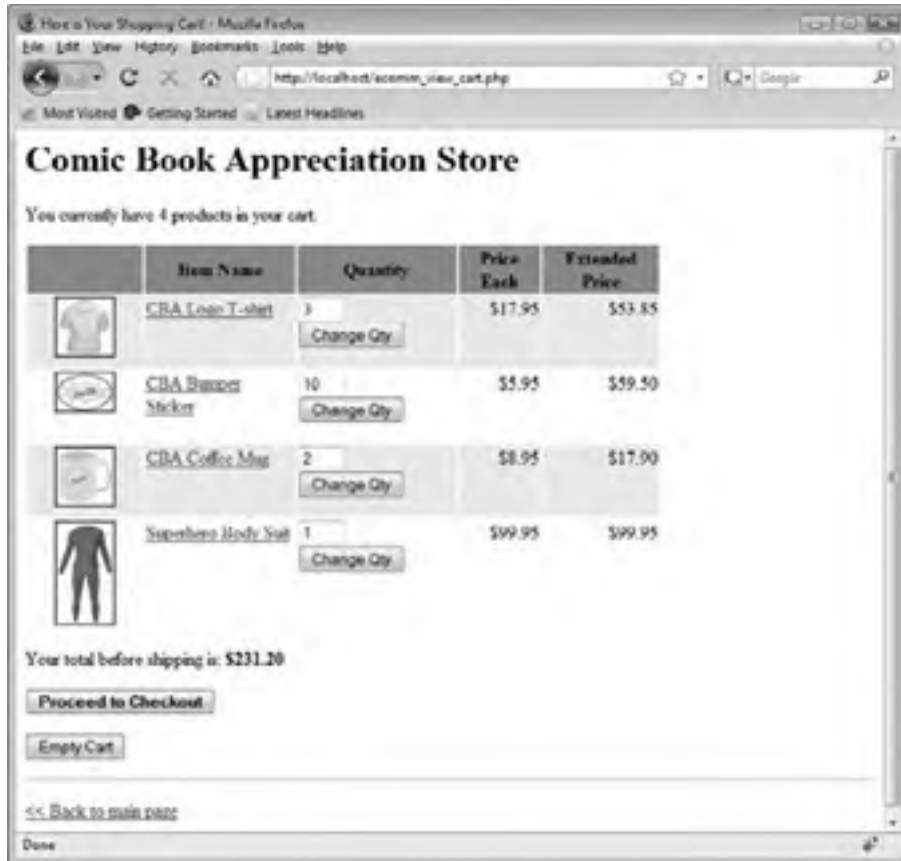 Here is Your Shopping Cart! - Mozilla Firefox
File Edit View History Bookmarks Tools Help
http://localhost/ecomm_view_cart.php
Google
Most Visited Getting Started Latest Headlines
Comic Book Appreciation Store
You currently have 4 products in your cart.
Item Name Quantity Price Each Extended Price
CBA Logo T-shirt 3 $17.95 $53.85
Change Qty
CBA Bumper Sticker 10 $5.95 $59.50
Change Qty
CBA Coffee Mug 2 $8.95 $17.90
Change Qty
Superhero Body Suit 1 $99.95 $99.95
Change Qty
Your total before shipping is: $231.20
Proceed to Checkout
Empty Cart
<< Back to main page
Done